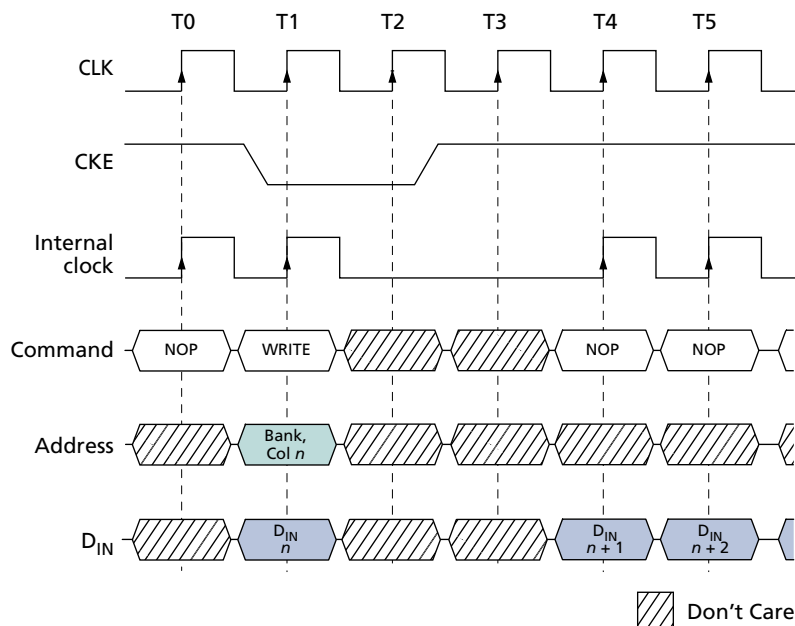 T0 T1 T2 T3 T4 T5
CLK
CKE
Internal
clock
Command NOP WRITE NOP NOP
Address Bank,
Col n
DIN DIN
n DIN
n + 1 DIN
n + 2
Don't Care